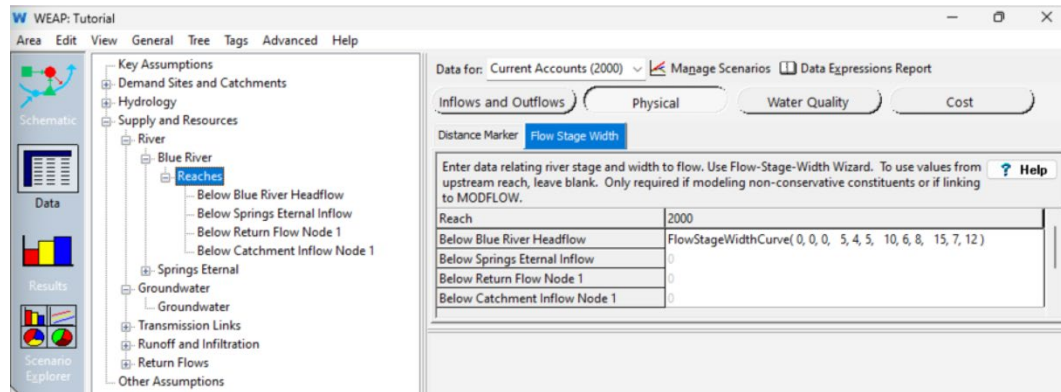 W WEAP: Tutorial
Area Edit View General Tree Tags Advanced Help
Schematic
Data
Results
Scenario
Explorer
Key Assumptions
Demand Sites and Catchments
Hydrology
Supply and Resources
River
Blue River
Reaches
Below Blue River Headflow
Below Springs Eternal Inflow
Below Return Flow Node 1
Below Catchment Inflow Node 1
Springs Eternal
Groundwater
Groundwater
Transmission Links
Runoff and Infiltration
Return Flows
Other Assumptions
Data for: Current Accounts (2000) Manage Scenarios Data Expressions Report
Inflows and Outflows Physical Water Quality Cost
Distance Marker Flow Stage Width
Enter data relating river stage and width to flow. Use Flow-Stage-Width Wizard. To use values from
upstream reach, leave blank. Only required if modeling non-conservative constituents or if linking
to MODFLOW.
? Help
Reach 2000
Below Blue River Headflow FlowStageWidthCurve( 0, 0, 0, 5, 4, 5, 10, 6, 8, 15, 7, 12 )
Below Springs Eternal Inflow 0
Below Return Flow Node 1 0
Below Catchment Inflow Node 1 0